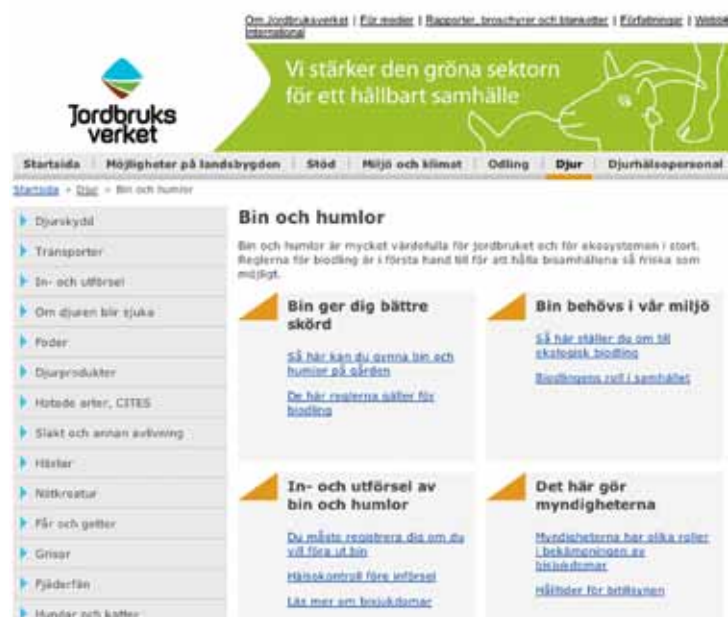 Om Jordbruksverket | För medier | Rapporter, broschyrer och blanketter | Författningar |
International
Vi stärker den gröna sektorn
för ett hållbart samhälle
Jordbruks
verket
Startsida Möjligheter på landsbygden Stöd Miljö och klimat Odling Djur Djurhälsopersonal
Startsida > Djur > Bin och humlor
Djurskydd
Transporter
In- och utförsel
Om djuren blir sjuka
Foder
Djurprodukter
Hotade arter, CITES
Slakt och annan avlivning
Hästar
Nötkreatur
Får och getter
Grisar
Fjäderfän
Hundar och katter
Bin och humlor
Bin och humlor är mycket värdefulla för jordbruket och för ekosystemen i stort.
Reglerna för biodling är i första hand till för att hålla bisamhällena så friska som
möjligt.
Bin ger dig bättre
skörd
Så här kan du gynna bin och
humlor på gården
De här reglerna gäller för
biodling
Bin behövs i vår miljö
Så här ställer du om till
ekologisk biodling
Biodlingens roll i samhället
In- och utförsel av
bin och humlor
Du måste registrera dig om du
vill föra ut bin
Hälsokontroll före införsel
Läs mer om bisjukdomar
Det här gör
myndigheterna
Myndigheterna har olika roller
i bekämpningen av
bisjukdomar
Hålltider för bitillsynen